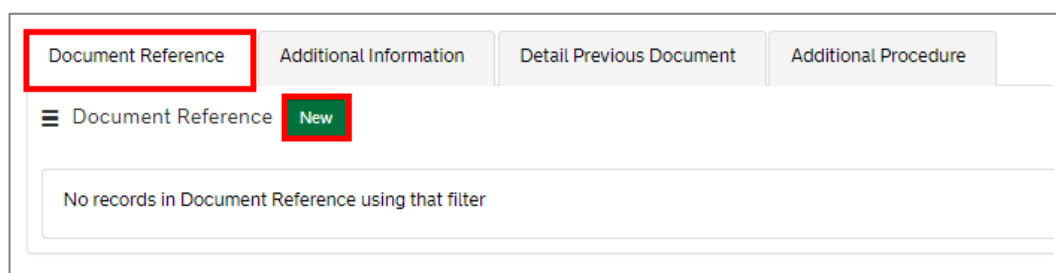 Document Reference Additional Information Detail Previous Document Additional Procedure
Document Reference New
No records in Document Reference using that filter